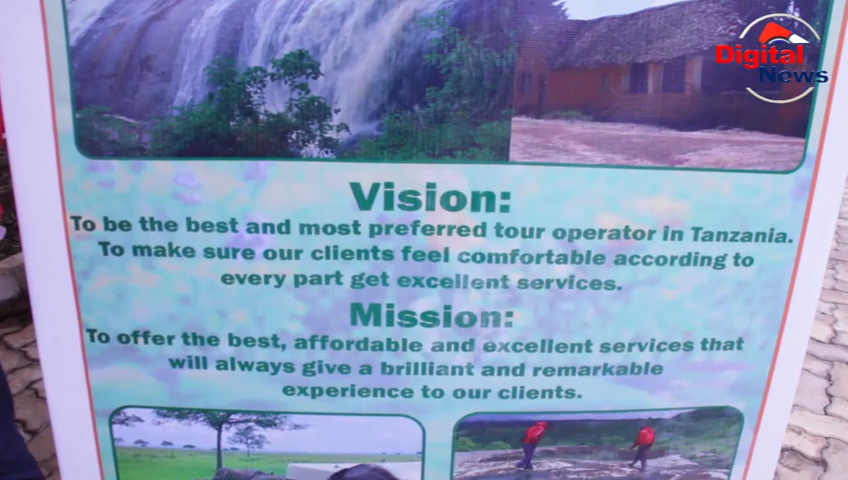 Digital
News
Vision:
To be the best and most preferred tour operator in Tanzania.
To make sure our clients feel comfortable according to
every part get excellent services.
Mission:
To offer the best, affordable and excellent services that
will always give a brilliant and remarkable
experience to our clients.